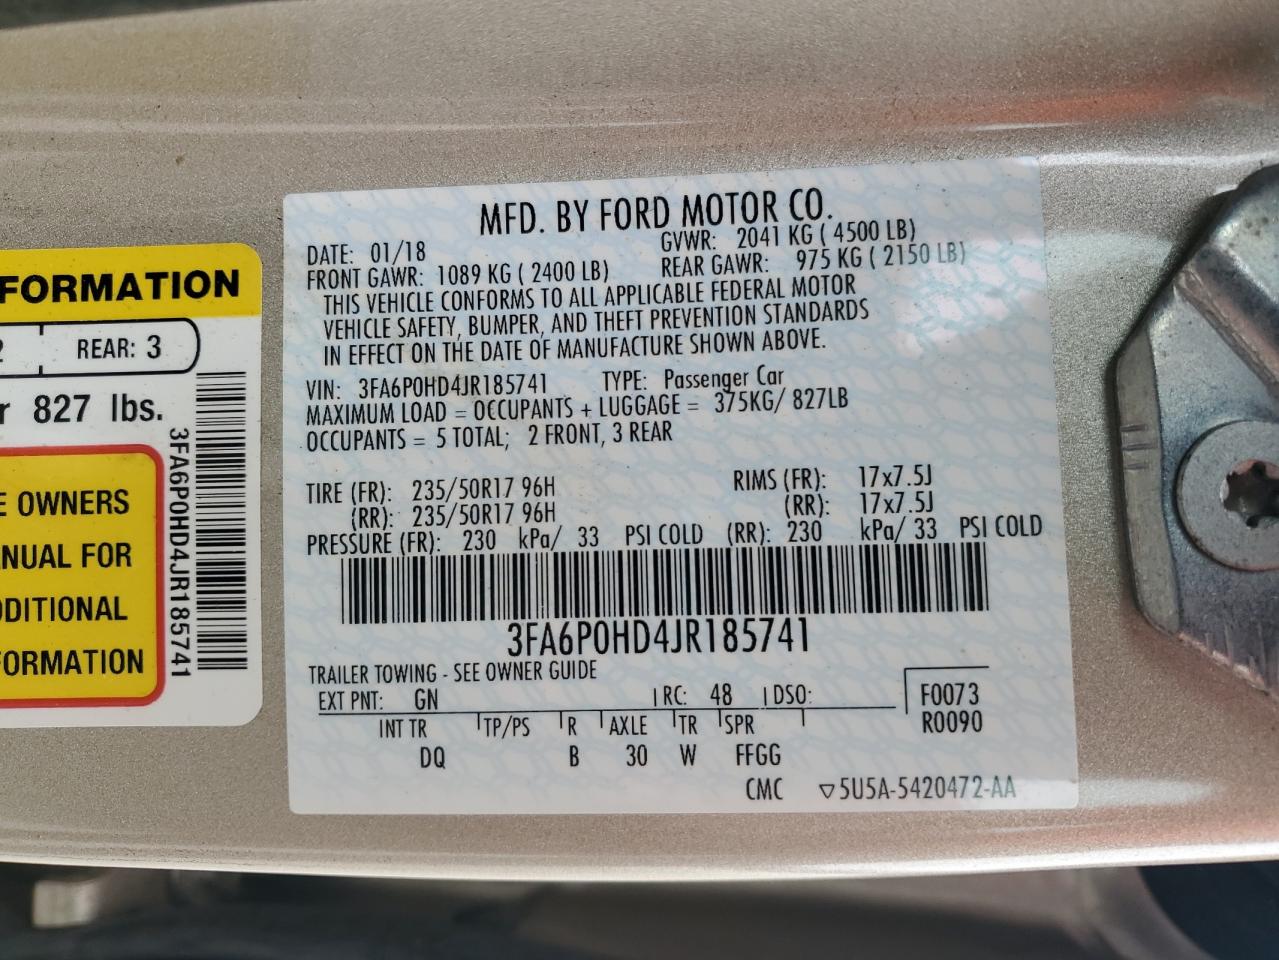 FORMATION
2 REAR: 3
r 827 lbs.
E OWNERS
NUAL FOR
DDITIONAL
FORMATION
3FA6P0HD4JR185741
MFD. BY FORD MOTOR CO.
DATE: 01/18 GVWR: 2041 KG ( 4500 LB)
FRONT GAWR: 1089 KG ( 2400 LB) REAR GAWR: 975 KG ( 2150 LB)
THIS VEHICLE CONFORMS TO ALL APPLICABLE FEDERAL MOTOR
VEHICLE SAFETY, BUMPER, AND THEFT PREVENTION STANDARDS
IN EFFECT ON THE DATE OF MANUFACTURE SHOWN ABOVE.
VIN: 3FA6P0HD4JR185741 TYPE: Passenger Car
MAXIMUM LOAD = OCCUPANTS + LUGGAGE = 375KG/ 827LB
OCCUPANTS = 5 TOTAL; 2 FRONT, 3 REAR
TIRE (FR): 235/50R17 96H RIMS (FR): 17x7.5J
(RR): 235/50R17 96H (RR): 17x7.5J
PRESSURE (FR): 230 kPa/ 33 PSI COLD (RR): 230 kPa/ 33 PSI COLD
3FA6P0HD4JR185741
TRAILER TOWING - SEE OWNER GUIDE
EXT PNT: GN RC: 48 DSO: F0073
INT TR TP/PS R AXLE TR SPR R0090
DQ B 30 W FFGG
CMC ▽5U5A-5420472-AA